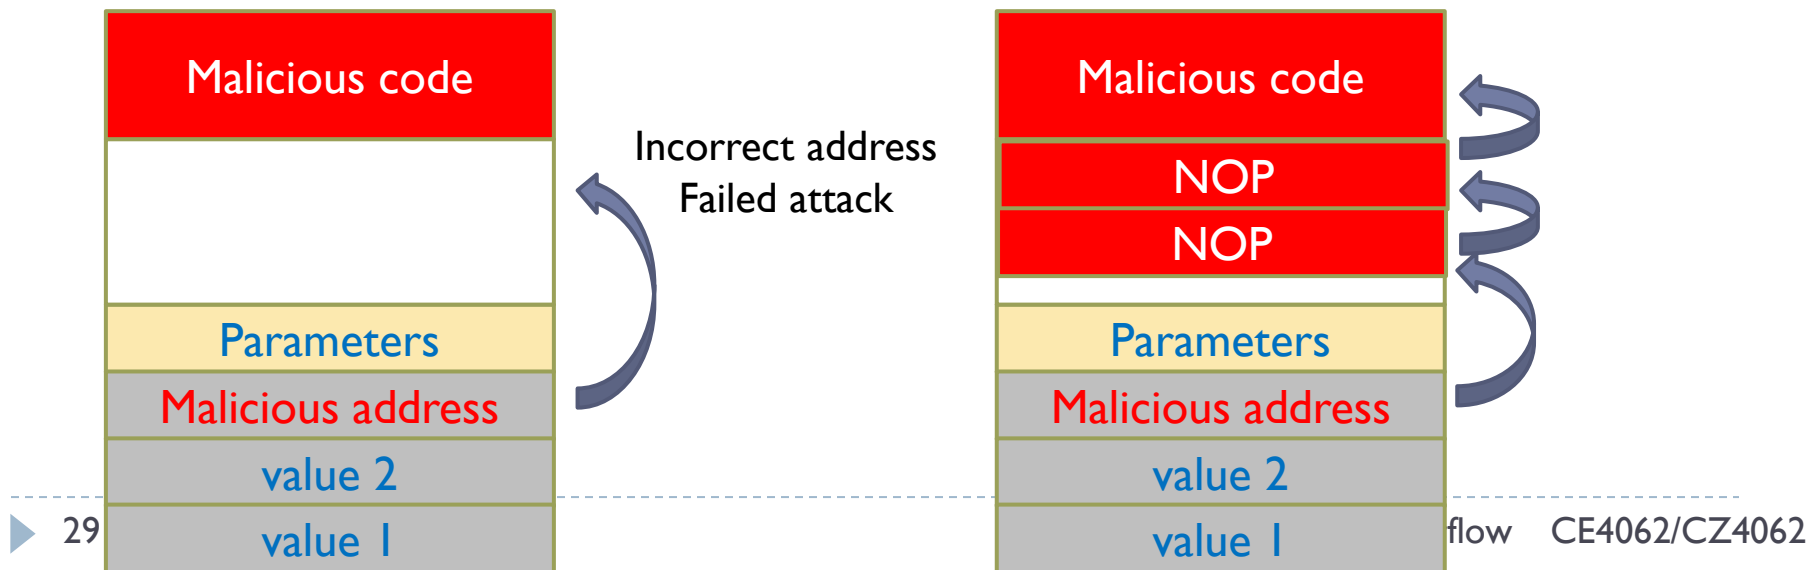 Malicious code
Parameters
Malicious address
value 2
value 1
Incorrect address
Failed attack
Malicious code
NOP
NOP
Parameters
Malicious address
value 2
value 1
29
flow CE4062/CZ4062